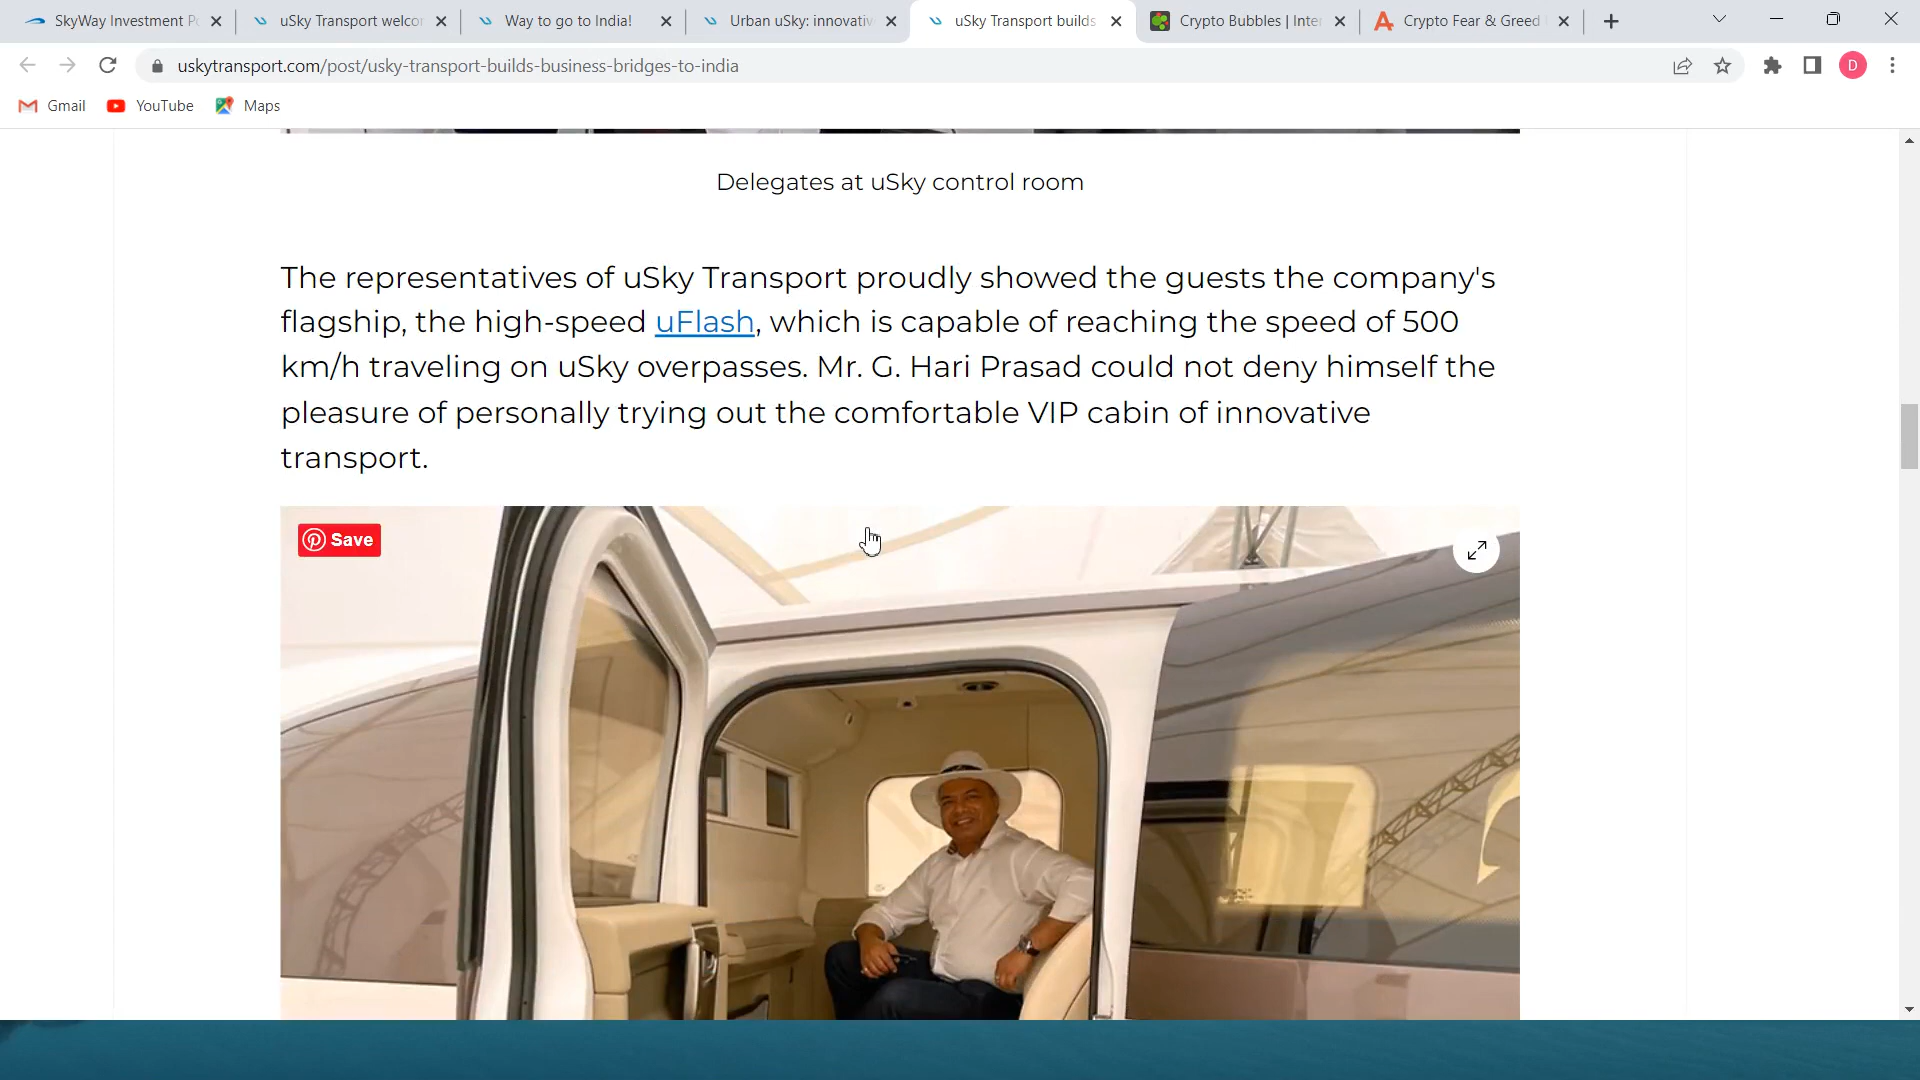 SkyWay Investment Po
uSky Transport welcom
Way to go to India!
Urban uSky: innovativ
uSky Transport builds
Crypto Bubbles | Inter
Crypto Fear & Greed
uskytransport.com/post/usky-transport-builds-business-bridges-to-india
D
Gmail
YouTube
Maps
Delegates at uSky control room
The representatives of uSky Transport proudly showed the guests the company's
flagship, the high-speed uFlash, which is capable of reaching the speed of 500
km/h traveling on uSky overpasses. Mr. G. Hari Prasad could not deny himself the
pleasure of personally trying out the comfortable VIP cabin of innovative
transport.
Save